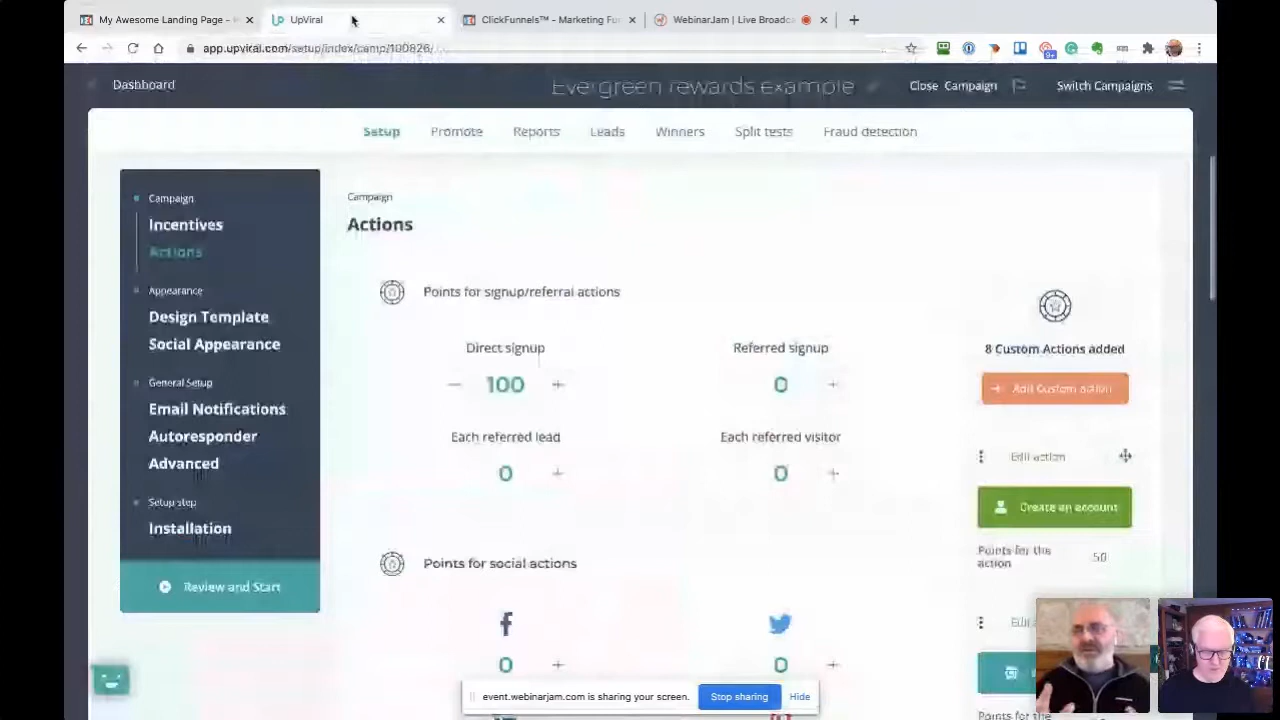 My Awesome Landing Page -
UpViral
ClickFunnels™ - Marketing Fu
WebinarJam | Live Broadc
app.upviral.com/setup/index/camp/100826/
Dashboard
Evergreen rewards example
Close Campaign
Switch Campaigns
Setup
Promote
Reports
Leads
Winners
Split tests
Fraud detection
Campaign
Incentives
Actions
Appearance
Design Template
Social Appearance
General Setup
Email Notifications
Autoresponder
Advanced
Setup step
Installation
Review and Start
Campaign
Actions
Points for signup/referral actions
Direct signup
Referred signup
— 100 +
0 +
Each referred lead
Each referred visitor
0 +
0 +
Points for social actions
0 +
0 +
8 Custom Actions added
Add Custom action
Edit action
Create an account
Points for the
action
50
Points for the
event.webinarjam.com is sharing your screen.
Stop sharing
Hide